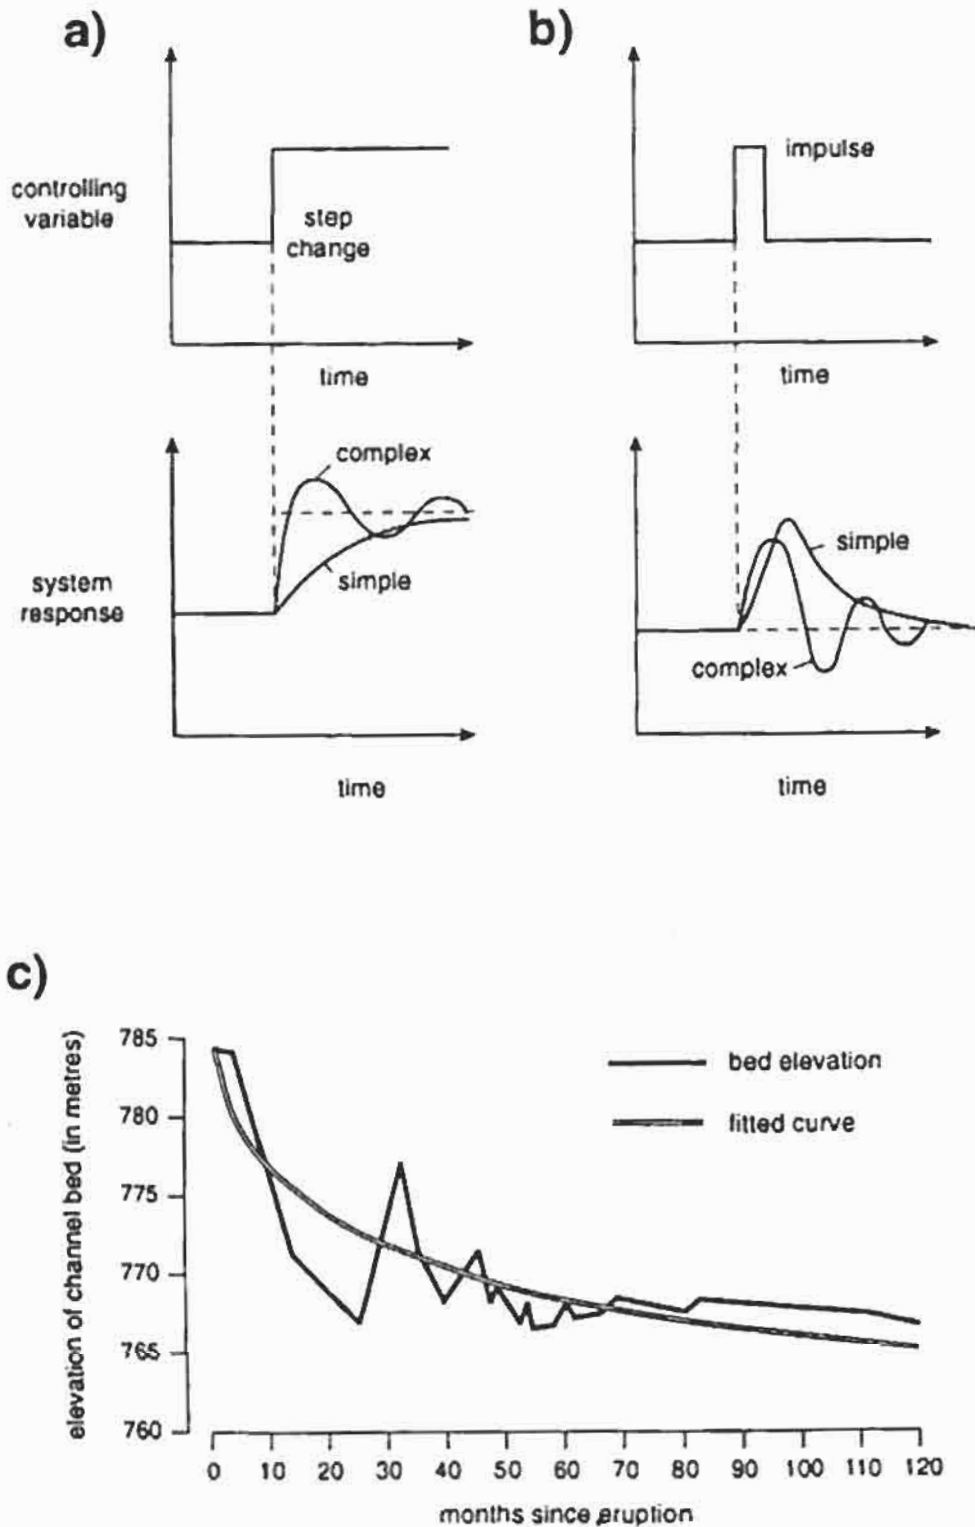 a)
controlling
variable
step
change
time
complex
simple
system
response
time
b)
impulse
time
simple
complex
time
c)
elevation of channel bed (in metres)
785
780
775
770
765
760
bed elevation
fitted curve
0 10 20 30 40 50 60 70 80 90 100 110 120
months since eruption